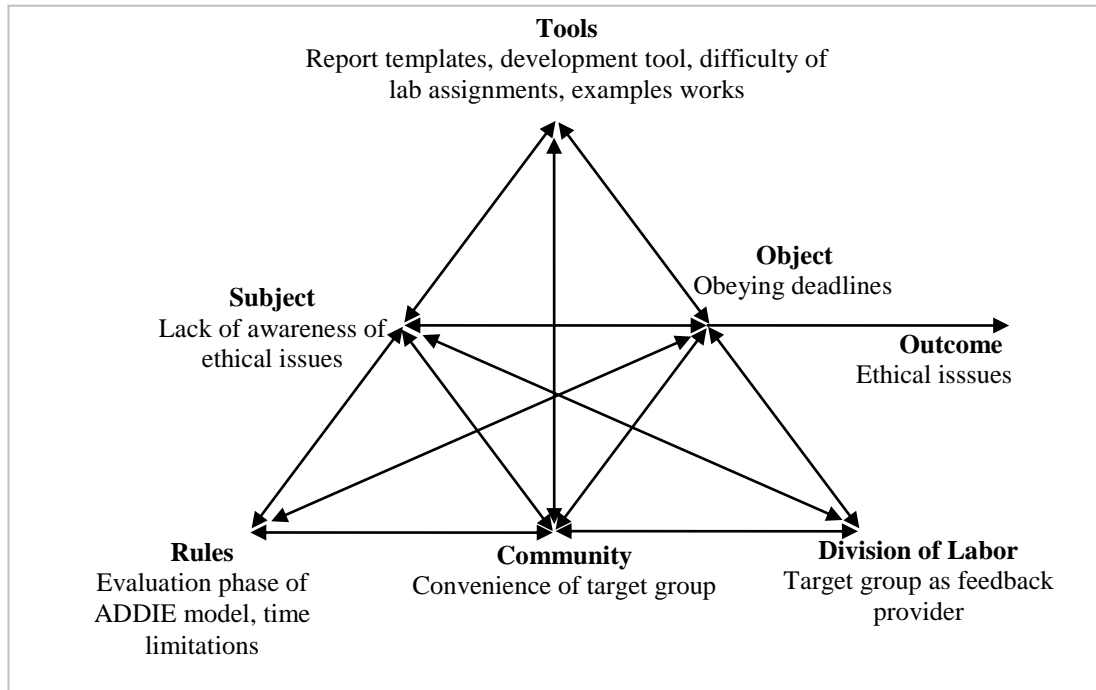 Tools
Report templates, development tool, difficulty of
lab assignments, examples works
Object
Obeying deadlines
Subject
Lack of awareness of
ethical issues
Outcome
Ethical isssues
Rules
Evaluation phase of
ADDIE model, time
limitations
Community
Convenience of target group
Division of Labor
Target group as feedback
provider